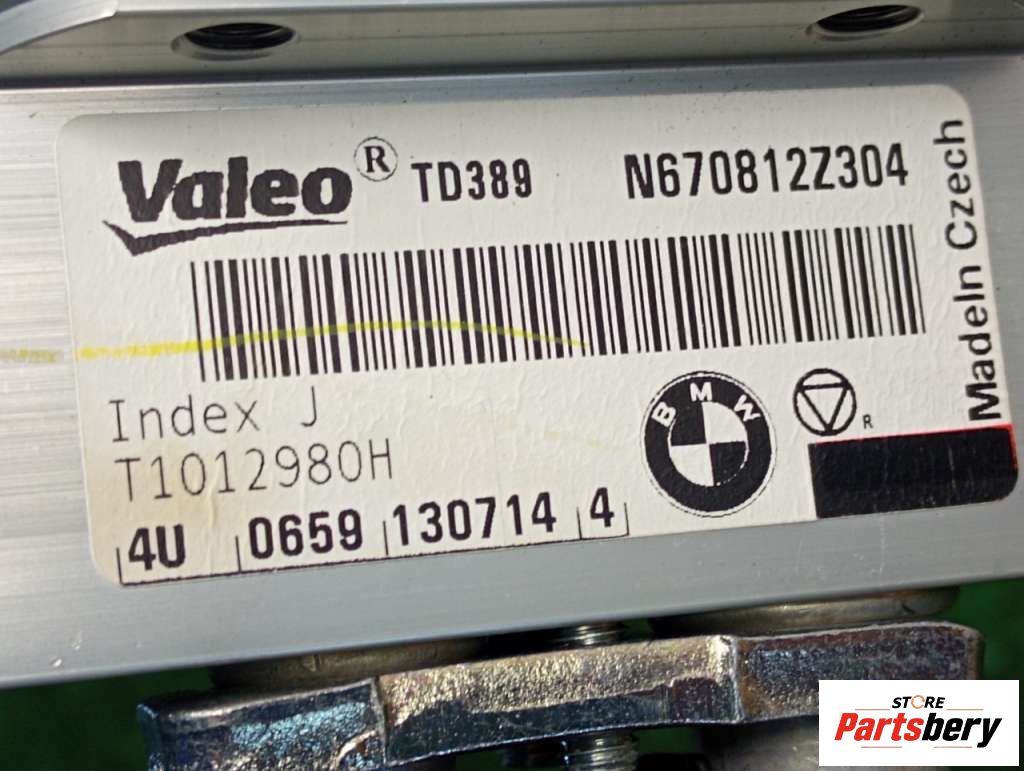 Valeo® TD389 N670812Z304
MadeIn Czech
Index J
T1012980H
BMW
R
4U 0659 130714 4
STORE
Partsbery